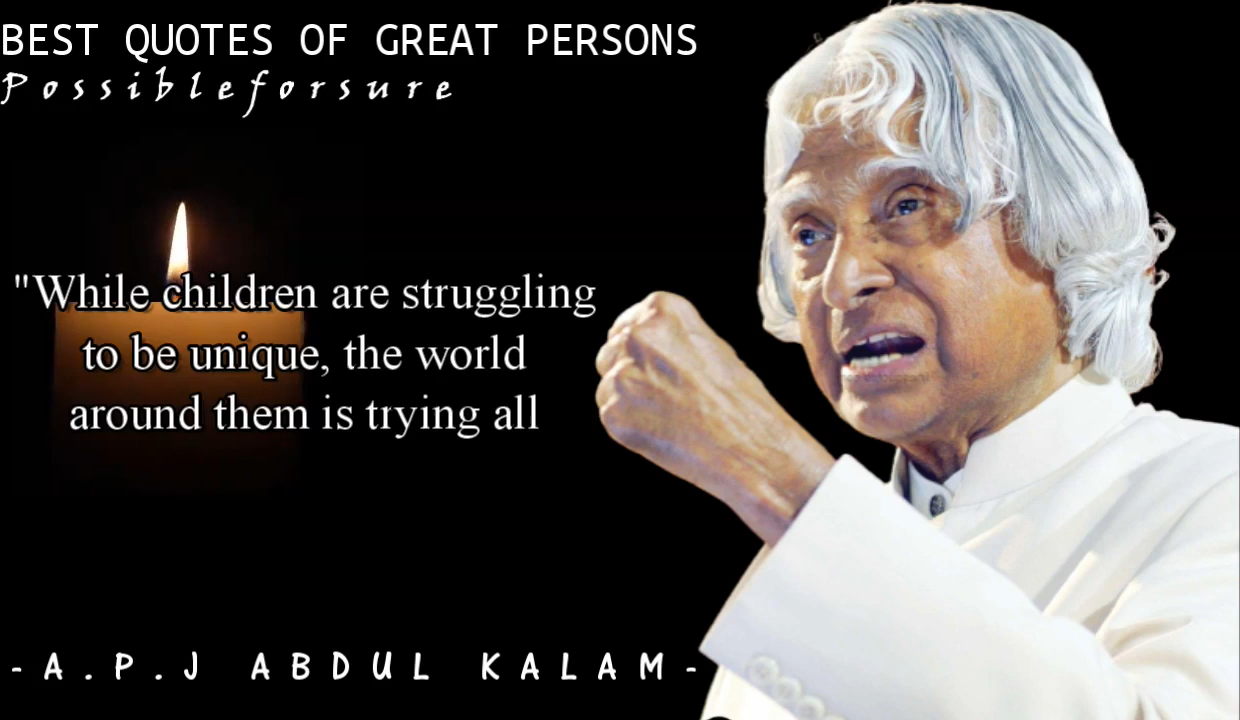 BEST QUOTES OF GREAT PERSONS
Possibleforsure
"While children are struggling
to be unique, the world
around them is trying all
-A.P.J ABDUL KALAM-